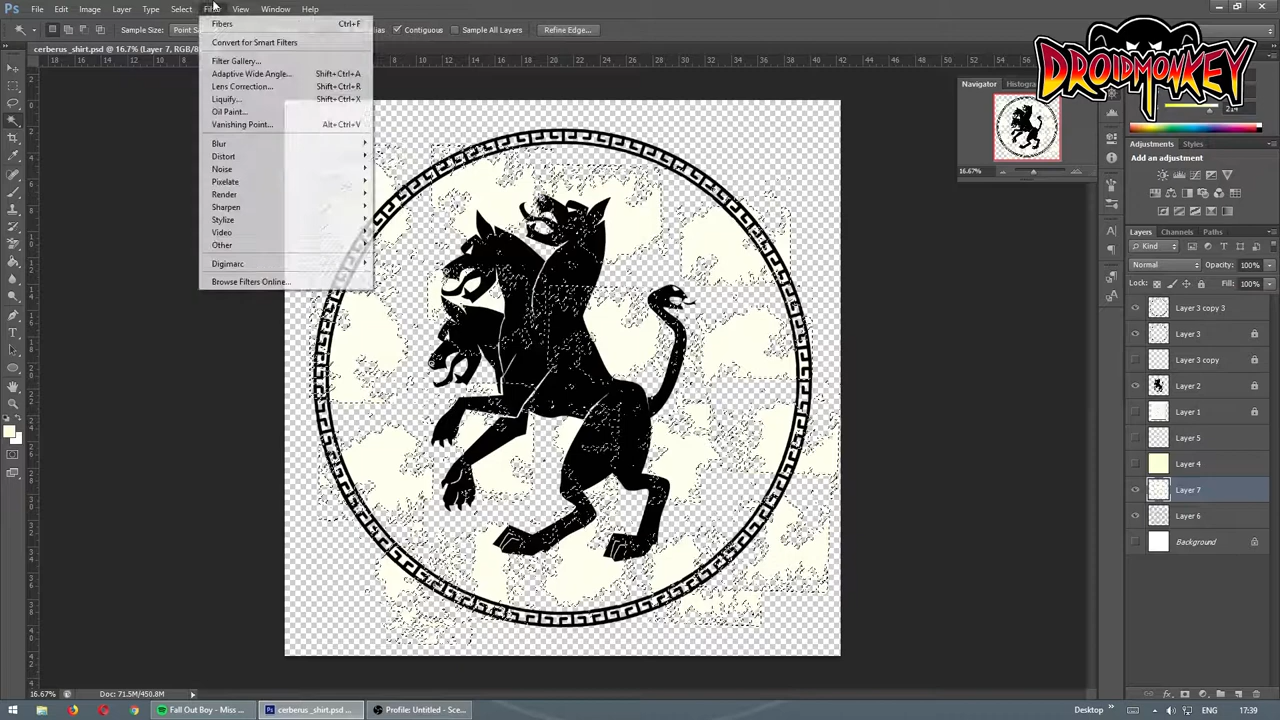 Ps File Edit Image Layer Type Select Filter View Window Help
Sample Size: Contiguous Sample All Layers Refine Edge...
cerberus_shirt.psd @ 16.7% (Layer 7, RGB/8
Fibers Ctrl+F
Convert for Smart Filters
Filter Gallery...
Adaptive Wide Angle... Shift+Ctrl+A
Lens Correction... Shift+Ctrl+R
Liquify... Shift+Ctrl+X
Oil Paint...
Vanishing Point... Alt+Ctrl+V
Blur
Distort
Noise
Pixelate
Render
Sharpen
Stylize
Video
Other
Digimarc
Browse Filters Online...
DROIDMONKEY
Navigator Histogra
16.67%
Adjustments Styles
Add an adjustment
Layers Channels Paths
Kind
Normal Opacity: 100%
Lock: Fill: 100%
Layer 3 copy 3
Layer 3
Layer 3 copy
Layer 2
Layer 1
Layer 5
Layer 4
Layer 7
Layer 6
Background
16.67% Doc: 71.5M/450.8M
Fall Out Boy - Miss ... cerberus _shirt.psd ... Profile: Untitled - Sce... Desktop ENG 17:39